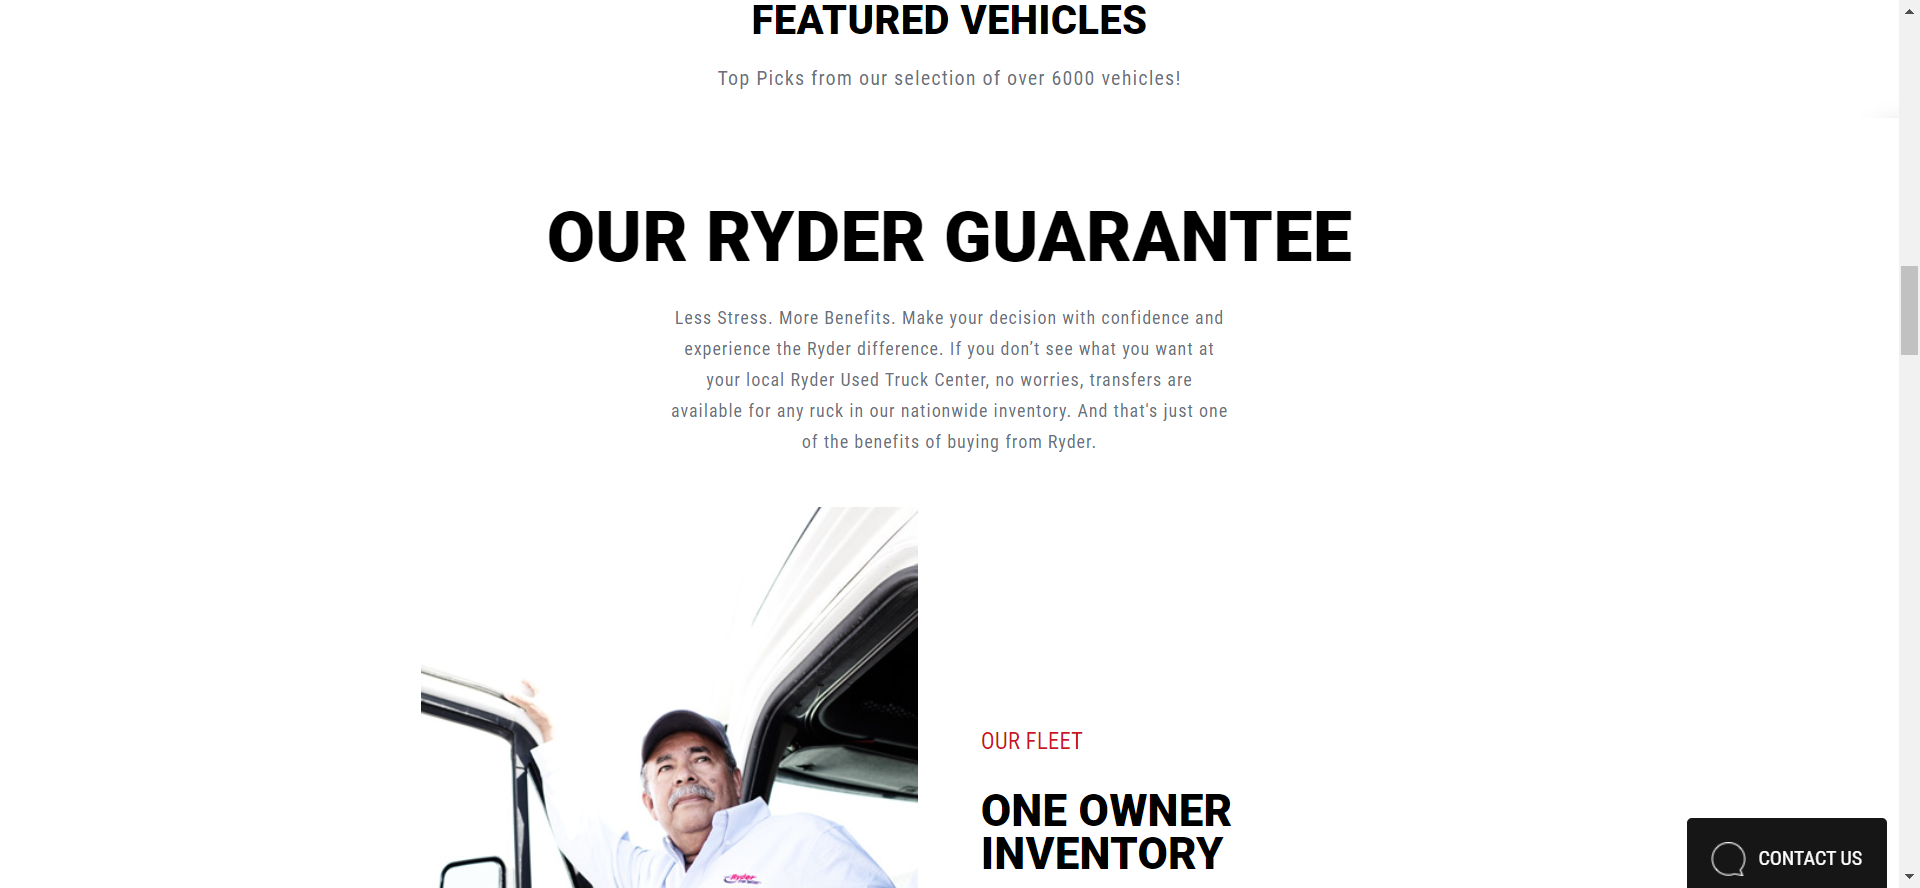 FEATURED VEHICLES
Top Picks from our selection of over 6000 vehicles!
OUR RYDER GUARANTEE
Less Stress. More Benefits. Make your decision with confidence and
experience the Ryder difference. If you don’t see what you want at
your local Ryder Used Truck Center, no worries, transfers are
available for any ruck in our nationwide inventory. And that's just one
of the benefits of buying from Ryder.
OUR FLEET
ONE OWNER
INVENTORY
Ryder
CONTACT US